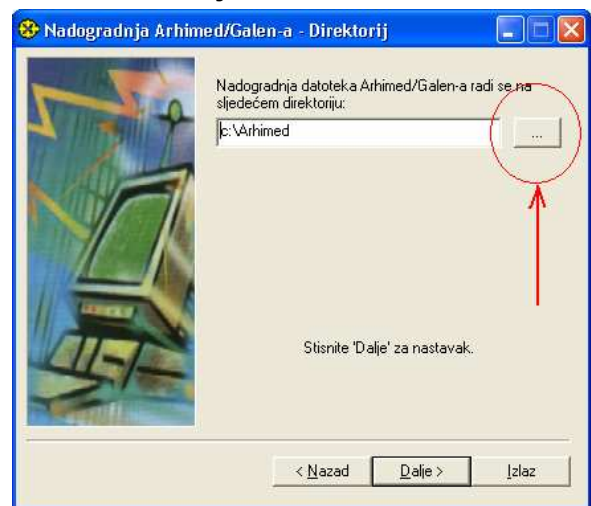 Nadogradnja Arhimed/Galen-a - Direktorij
Nadogradnja datoteka Arhimed/Galen-a radi se na
sljedećem direktoriju:
c:\Arhimed
...
Stisnite 'Dalje' za nastavak.
< Nazad
Dalje >
Izlaz